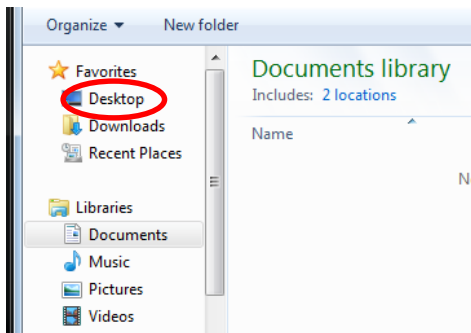 Organize New folder
Favorites
Desktop
Downloads
Recent Places
Libraries
Documents
Music
Pictures
Videos
Documents library
Includes: 2 locations
Name
N